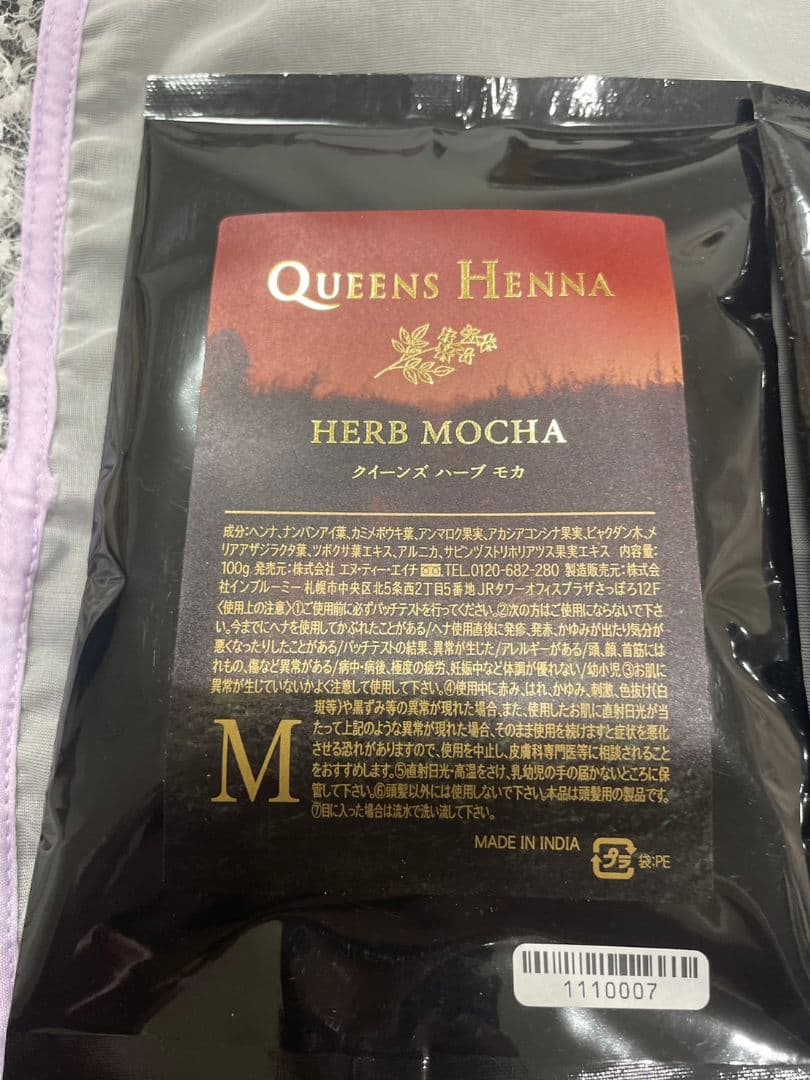 QUEENS HENNA
HERB MOCHA
クイーンズ ハーブ モカ
成分:ヘンナ、ナンバンアイ葉、カミメボウキ葉、アンマロク果実、アカシアコンシナ果実、ビャクダン木、メ
リアアザジラクタ葉、ツボクサ葉エキス、アルニカ、サピンヅストリホリアツス果実エキス 内容量:
100g 発売元:株式会社 エヌ・ティー・エイチ TEL.0120-682-280 製造販売元:株式会
社インブルーミー 札幌市中央区北5条西2丁目5番地 JRタワーオフィスプラザさっぽろ12F
〈使用上の注意〉①ご使用前に必ずパッチテストを行ってください。②次の方はご使用にならないで下さ
い。今までにヘナを使用してかぶれたことがある/ヘナ使用直後に発疹、発赤、かゆみが出たり気分が
悪くなったりしたことがある/パッチテストの結果、異常が生じた/アレルギーがある/頭、顔、首筋には
れもの、傷など異常がある/病中・病後、極度の疲労、妊娠中など体調が優れない/幼小児 ③お肌に
異常が生じていないかよく注意して使用して下さい。④使用中に赤み、はれ、かゆみ、刺激、色抜け(白
斑等)や黒ずみ等の異常が現れた場合、また、使用したお肌に直射日光が当
たって上記のような異常が現れた場合、そのまま使用を続けますと症状を悪化
させる恐れがありますので、使用を中止し、皮膚科専門医等に相談されること
をおすすめします。⑤直射日光・高温をさけ、乳幼児の手の届かないところに保
管して下さい。⑥頭髪以外には使用しないで下さい。本品は頭髪用の製品です。
⑦目に入った場合は流水で洗い流して下さい。
M
MADE IN INDIA
プラ 袋:PE
1110007